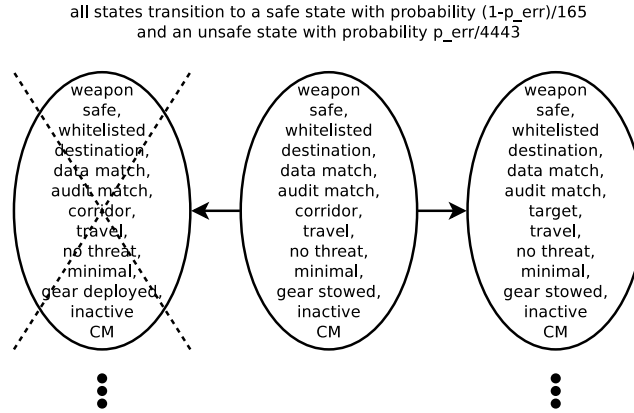 all states transition to a safe state with probability (1-p_err)/165
and an unsafe state with probability p_err/4443
weapon
safe,
whitelisted
destination,
data match,
audit match,
corridor,
travel,
no threat,
minimal,
gear deployed,
inactive
CM
weapon
safe,
whitelisted
destination,
data match,
audit match,
corridor,
travel,
no threat,
minimal,
gear stowed,
inactive
CM
weapon
safe,
whitelisted
destination,
data match,
audit match,
target,
travel,
no threat,
minimal,
gear stowed,
inactive
CM